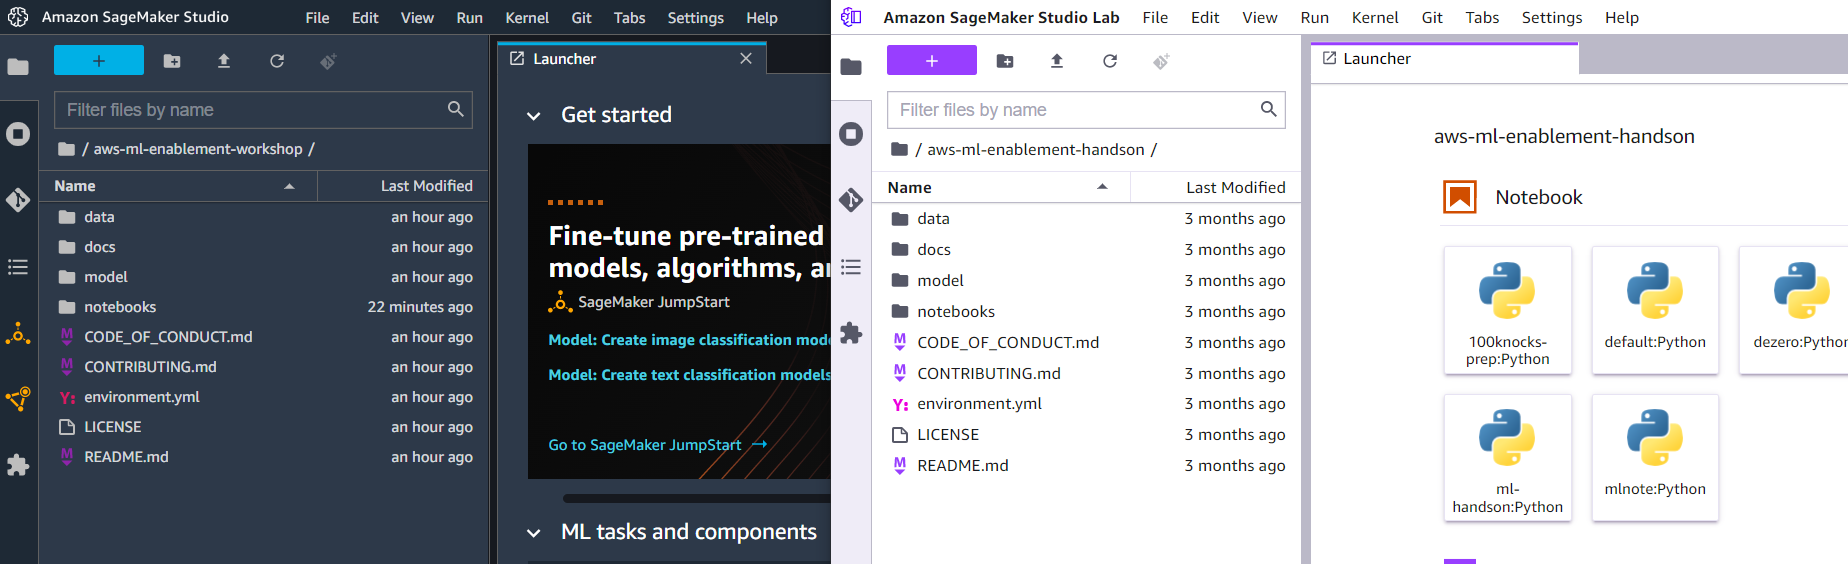 Amazon SageMaker Studio File Edit View Run Kernel Git Tabs Settings Help
+
Launcher
Filter files by name
/ aws-ml-enablement-workshop /
Name Last Modified
data an hour ago
docs an hour ago
model an hour ago
notebooks 22 minutes ago
CODE_OF_CONDUCT.md an hour ago
CONTRIBUTING.md an hour ago
environment.yml an hour ago
LICENSE an hour ago
README.md an hour ago
Get started
Fine-tune pre-trained
models, algorithms,
SageMaker JumpStart
Model: Create image classification
Model: Create text classification models
Go to SageMaker JumpStart →
ML tasks and components
Amazon SageMaker Studio Lab File Edit View Run Kernel Git Tabs Settings Help
+
Launcher
Filter files by name
/ aws-ml-enablement-handson /
Name Last Modified
data 3 months ago
docs 3 months ago
model 3 months ago
notebooks 3 months ago
CODE_OF_CONDUCT.md 3 months ago
CONTRIBUTING.md 3 months ago
environment.yml 3 months ago
LICENSE 3 months ago
README.md 3 months ago
aws-ml-enablement-handson
Notebook
100knocks-
prep:Python
default:Python
dezero:Python
ml-
handson:Python
mlnote:Python